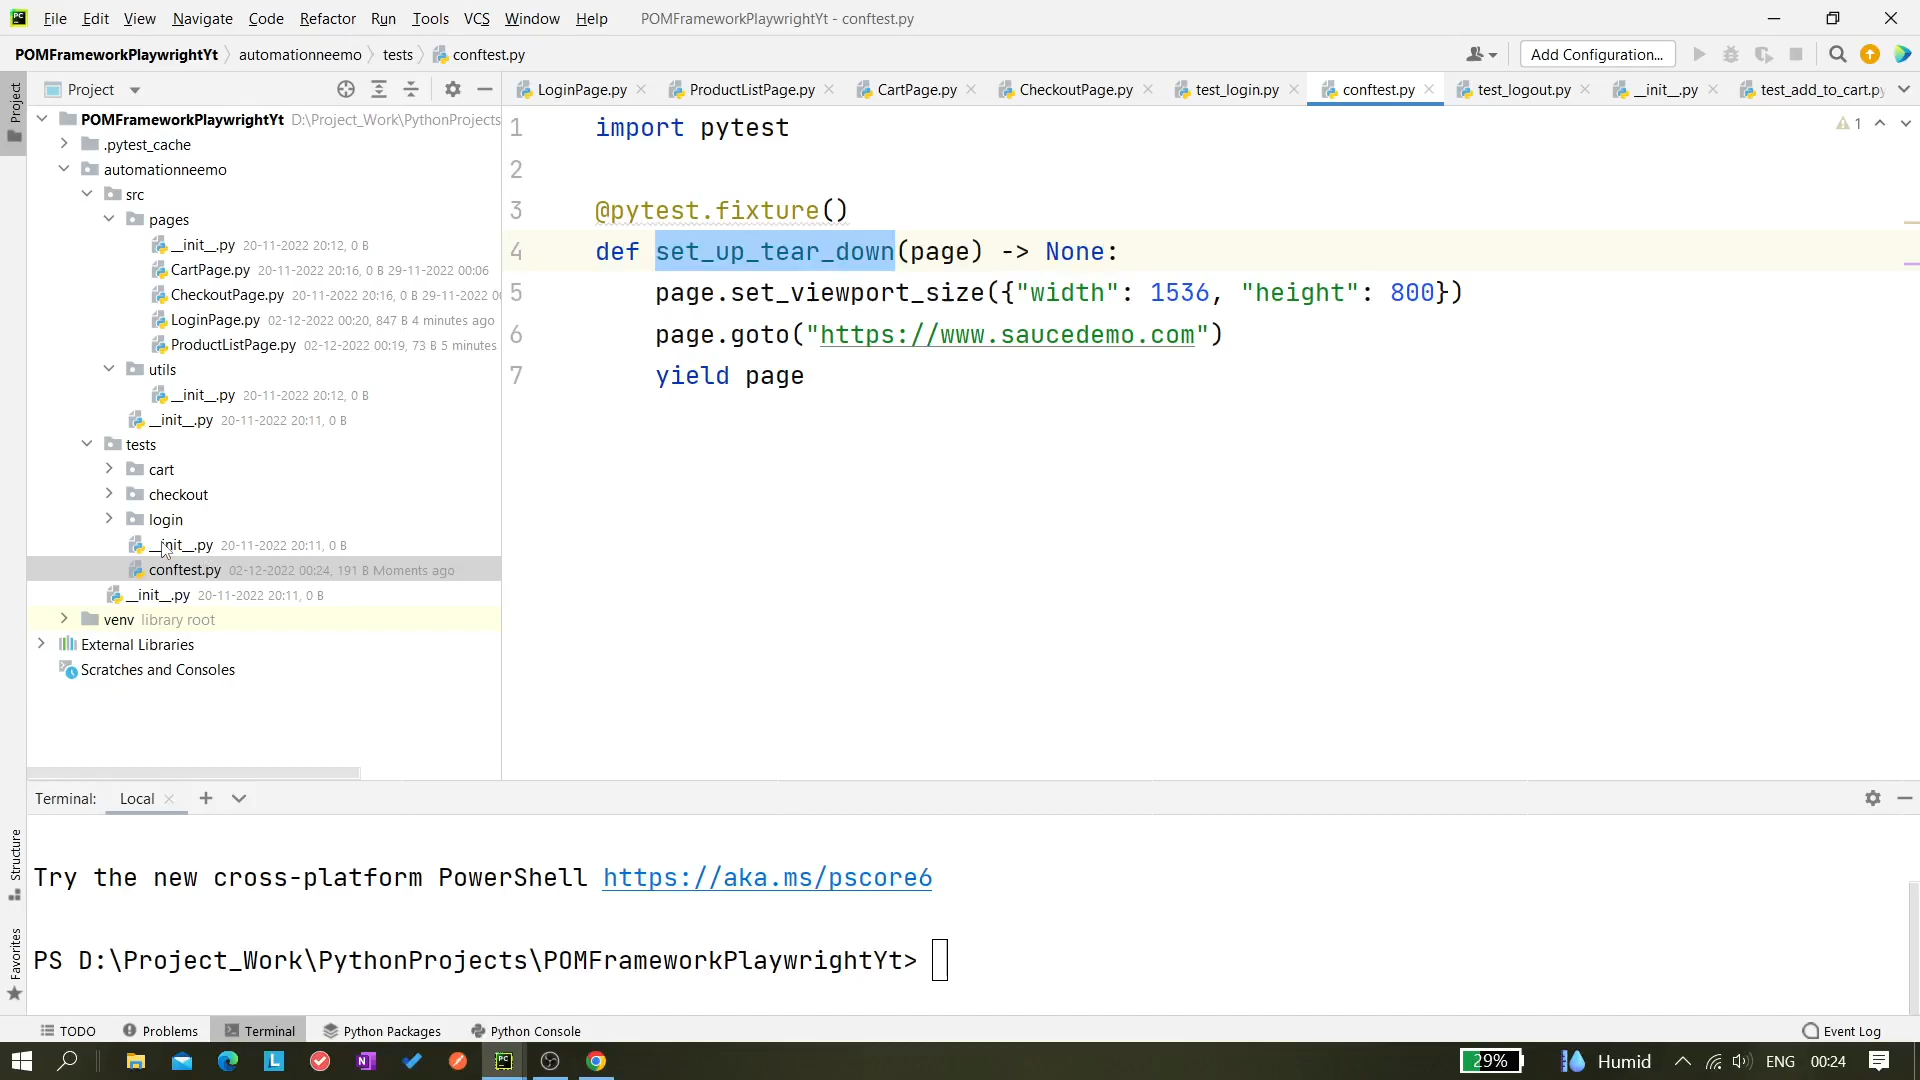 File Edit View Navigate Code Refactor Run Tools VCS Window Help POMFrameworkPlaywrightYt - conftest.py
POMFrameworkPlaywrightYt automationneemo tests conftest.py Add Configuration...
Project
Project
LoginPage.py ProductListPage.py CartPage.py CheckoutPage.py test_login.py conftest.py test_logout.py __init__.py test_add_to_cart.py
POMFrameworkPlaywrightYt D:\Project_Work\PythonProjects
.pytest_cache
automationneemo
src
pages
__init__.py 20-11-2022 20:12, 0 B
CartPage.py 20-11-2022 20:16, 0 B 29-11-2022 00:06
CheckoutPage.py 20-11-2022 20:16, 0 B 29-11-2022 00
LoginPage.py 02-12-2022 00:20, 847 B 4 minutes ago
ProductListPage.py 02-12-2022 00:19, 73 B 5 minutes
utils
__init__.py 20-11-2022 20:12, 0 B
__init__.py 20-11-2022 20:11, 0 B
tests
cart
checkout
login
__init__.py 20-11-2022 20:11, 0 B
conftest.py 02-12-2022 00:24, 191 B Moments ago
__init__.py 20-11-2022 20:11, 0 B
venv library root
External Libraries
Scratches and Consoles
1 import pytest
1
2
3 @pytest.fixture()
4 def set_up_tear_down(page) -> None:
5 page.set_viewport_size({"width": 1536, "height": 800})
6 page.goto("https://www.saucedemo.com")
7 yield page
Terminal: Local
Structure
Favorites
Try the new cross-platform PowerShell https://aka.ms/pscore6
PS D:\Project_Work\PythonProjects\POMFrameworkPlaywrightYt>
TODO Problems Terminal Python Packages Python Console Event Log
29% Humid ENG 00:24